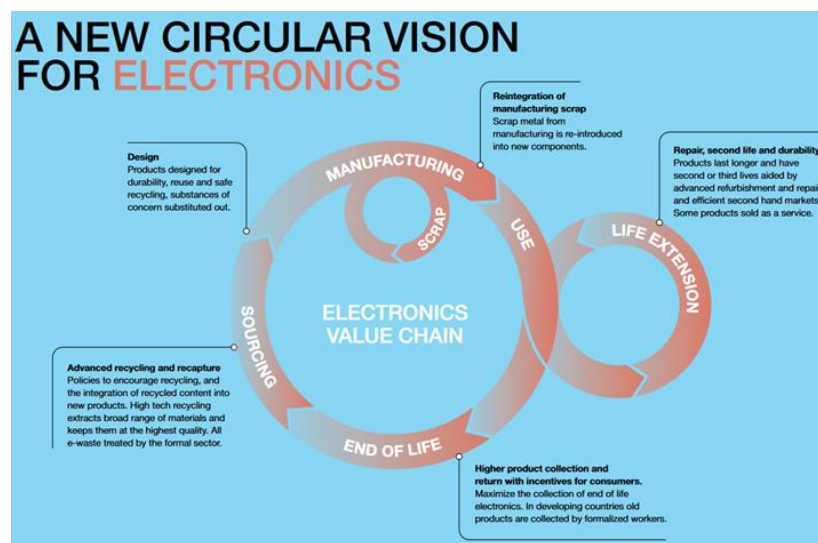 A NEW CIRCULAR VISION
FOR ELECTRONICS
Reintegration of
manufacturing scrap
Scrap metal from
manufacturing is re-introduced
into new components.
Design
Products designed for
durability, reuse and safe
recycling, substances of
concern substituted out.
Repair, second life and durability
Products last longer and have
second or third lives aided by
advanced refurbishment and repair
and efficient second hand markets
Some products sold as a service.
MANUFACTURING
SCRAP
USE
LIFE EXTENSION
ELECTRONICS
VALUE CHAIN
SOURCING
END OF LIFE
Advanced recycling and recapture
Policies to encourage recycling, and
the integration of recycled content into
new products. High tech recycling
extracts broad range of materials and
keeps them at the highest quality. All
e-waste treated by the formal sector.
Higher product collection and
return with incentives for consumers.
Maximize the collection of end of life
electronics. In developing countries old
products are collected by formalized workers.